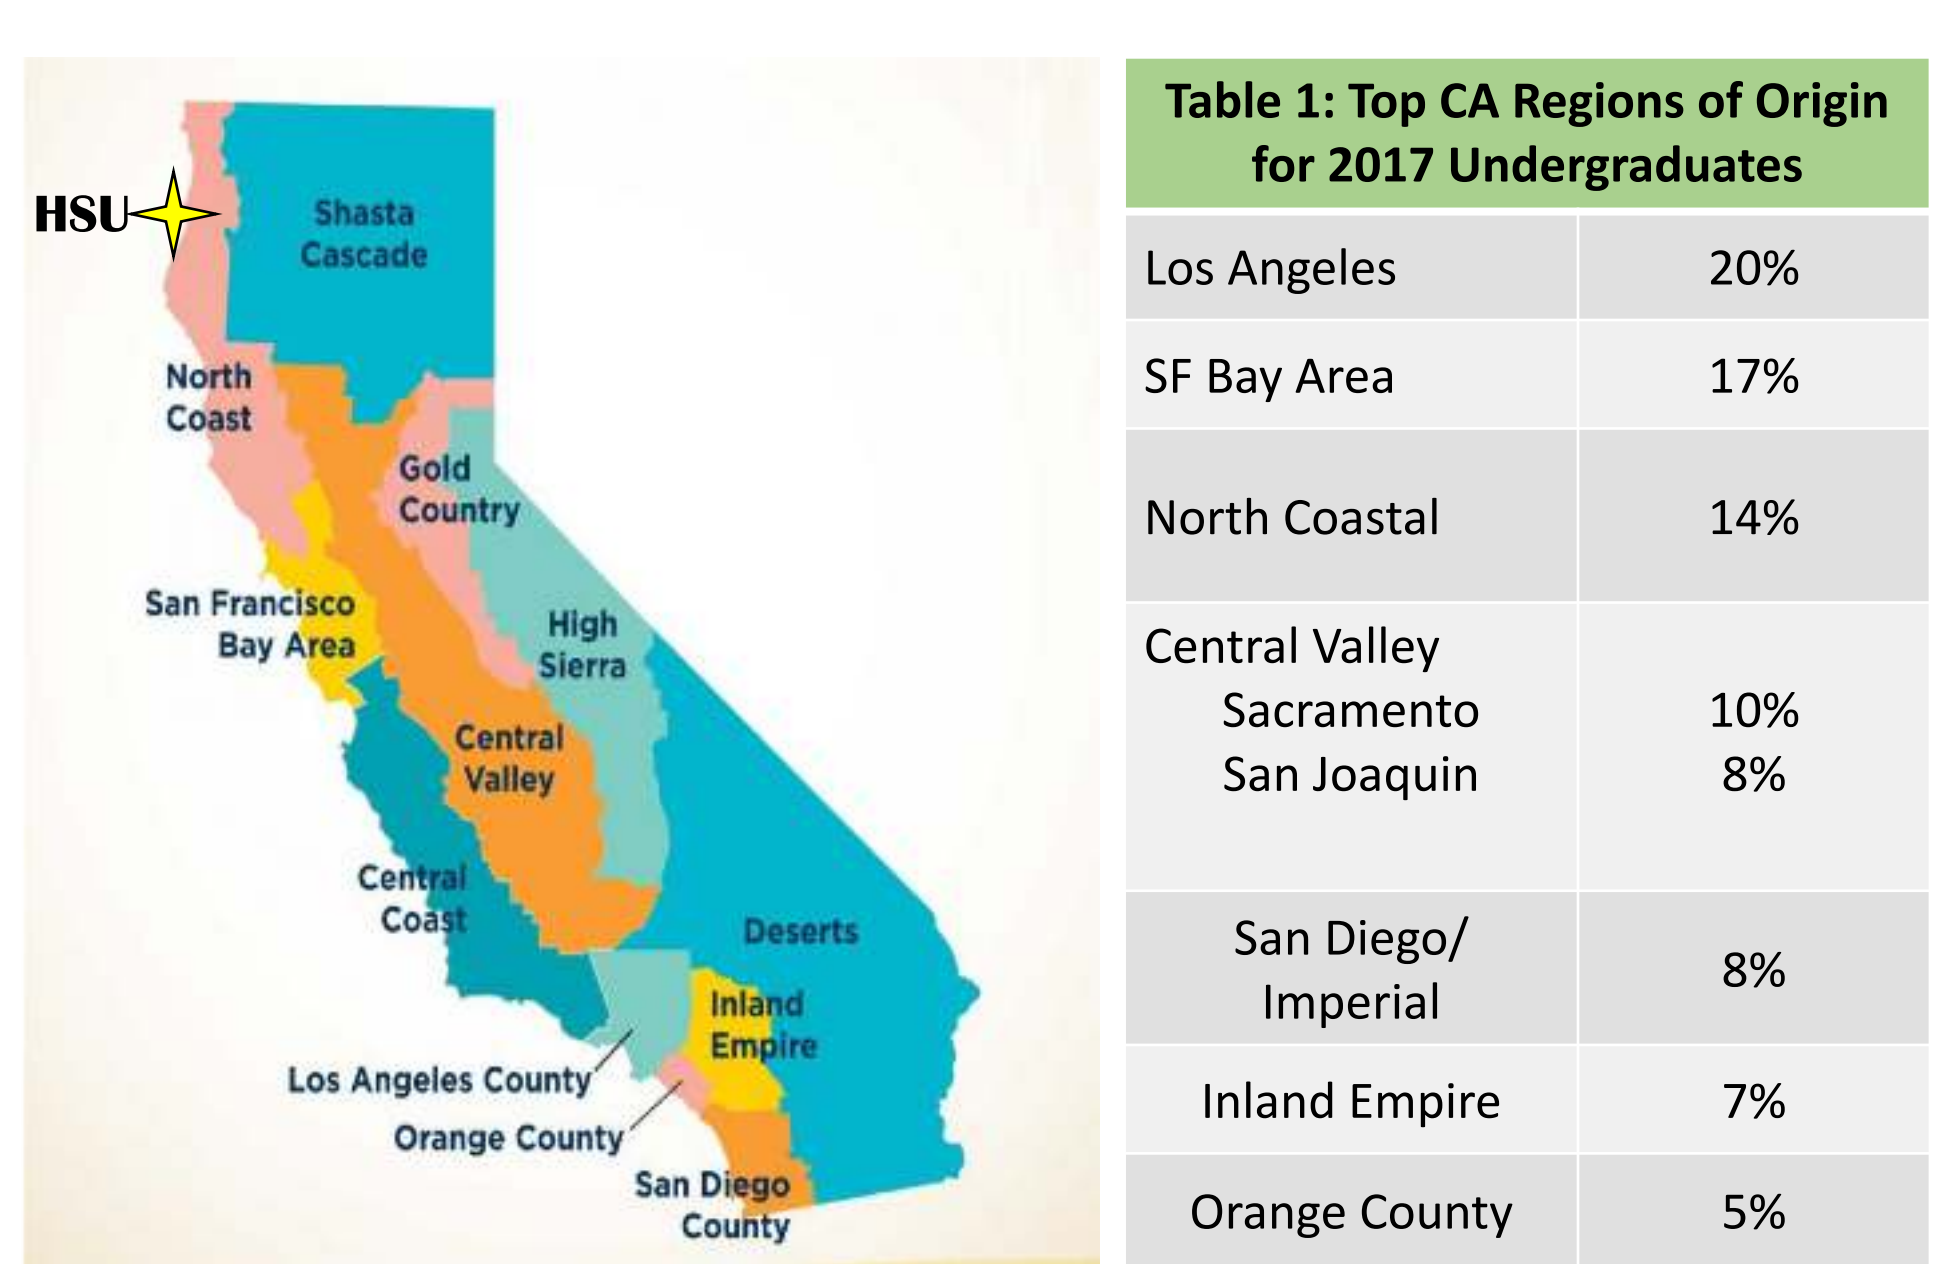 HSU
Shasta
Cascade
North
Coast
Gold
Country
San Francisco
Bay Area
High
Sierra
Central
Valley
Central
Coast
Deserts
Inland
Empire
Los Angeles County
Orange County
San Diego
County
Table 1: Top CA Regions of Origin
for 2017 Undergraduates
Los Angeles 20%
SF Bay Area 17%
North Coastal 14%
Central Valley
Sacramento 10%
San Joaquin 8%
San Diego/
Imperial 8%
Inland Empire 7%
Orange County 5%